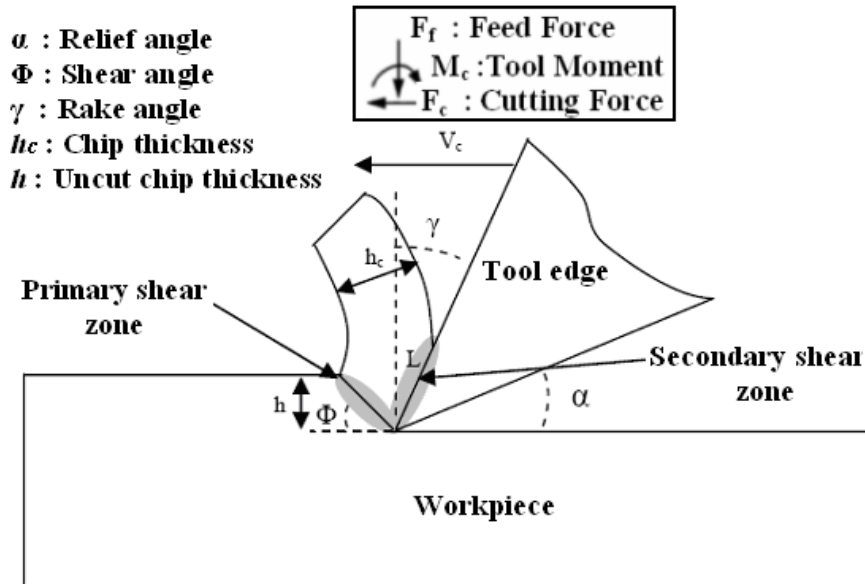 α : Relief angle
Φ : Shear angle
γ : Rake angle
hc : Chip thickness
h : Uncut chip thickness
Ff : Feed Force
Mc :Tool Moment
Fc : Cutting Force
Vc
γ
hc
Tool edge
Primary shear
zone
L
Secondary shear
zone
h
Φ
α
Workpiece